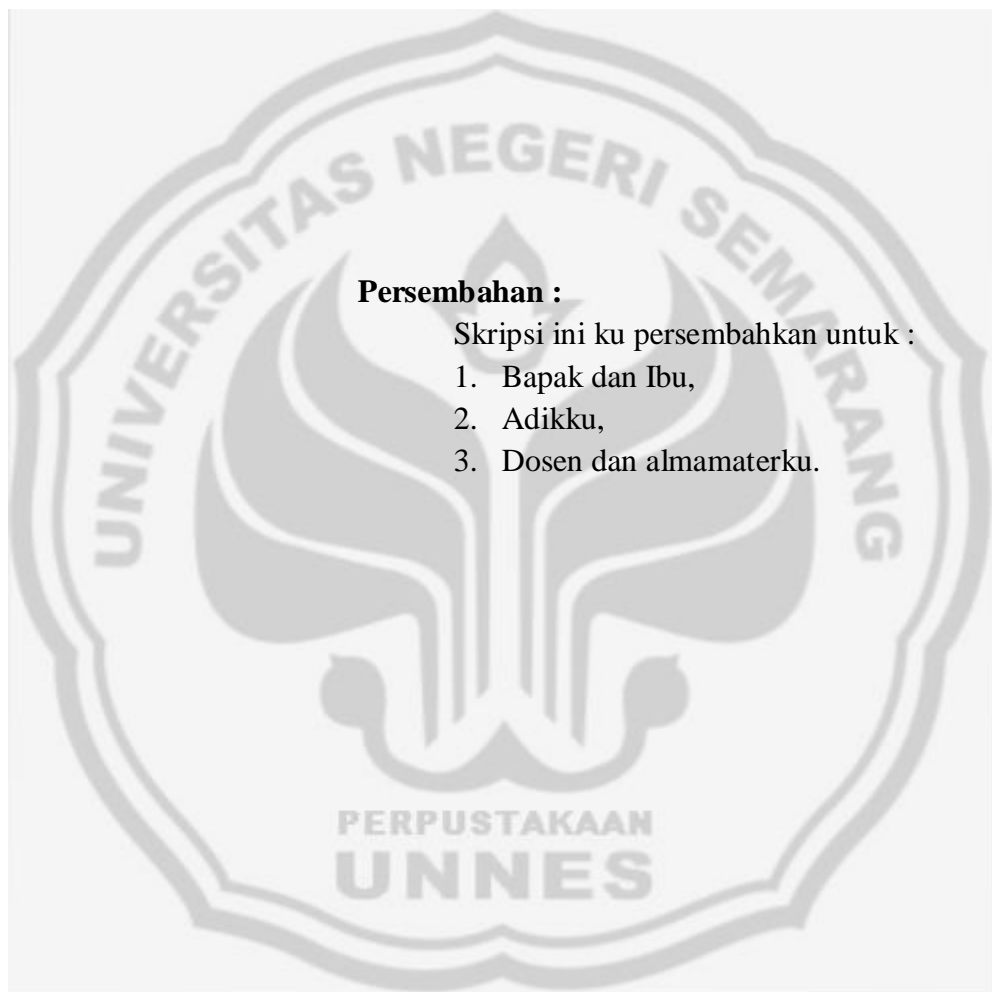 UNIVERSITAS NEGERI SEMARANG
Persembahan :
Skripsi ini ku persembahkan untuk :
1. Bapak dan Ibu,
2. Adikku,
3. Dosen dan almamaterku.
PERPUSTAKAAN
UNNES